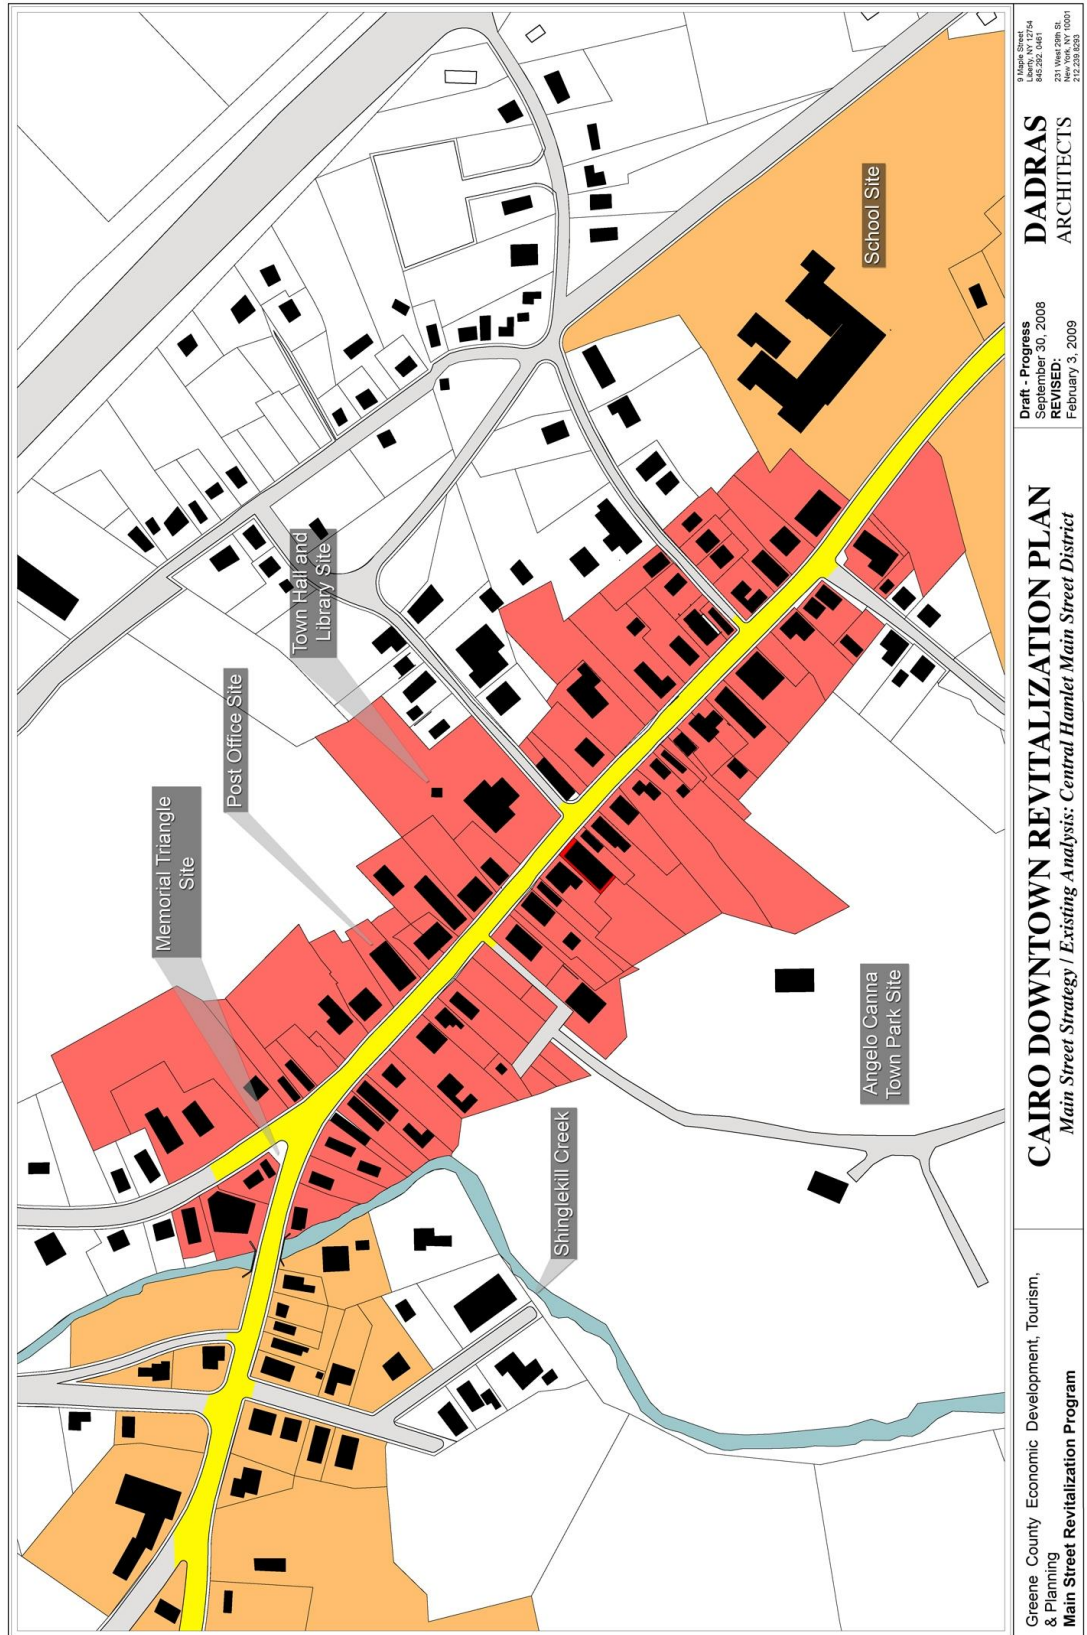 Memorial Triangle
Site
Post Office Site
Town Hall and
Library Site
School Site
Shinglekill Creek
Angelo Canna
Town Park Site
Greene County Economic Development, Tourism,
& Planning
Main Street Revitalization Program
CAIRO DOWNTOWN REVITALIZATION PLAN
Main Street Strategy / Existing Analysis: Central Hamlet Main Street District
Draft - Progress
September 30, 2008
REVISED:
February 3, 2009
DADRAS
ARCHITECTS
9 Maple Street
Liberty, NY 12754
845.292. 0461
231 West 29th St.
New York, NY 10001
212.239.8293